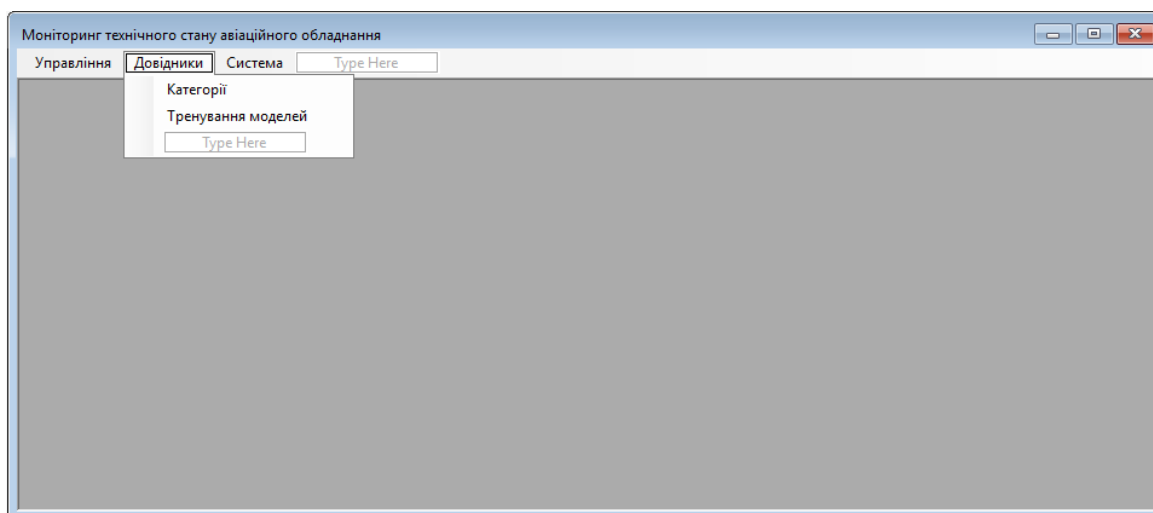 Моніторинг технічного стану авіаційного обладнання
Управління Довідники Система Type Here
Категорії
Тренування моделей
Type Here